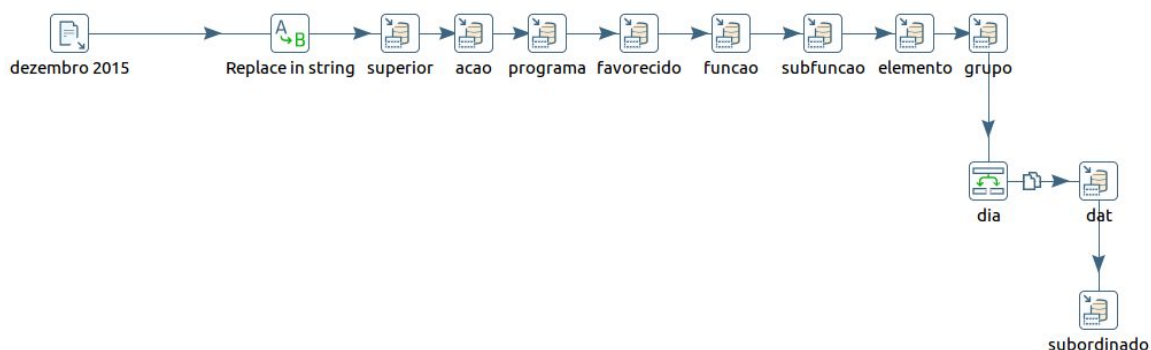 A
B
dezembro 2015
Replace in string
superior
acao
programa
favorecido
funcao
subfuncao
elemento
grupo
dia
dat
subordinado